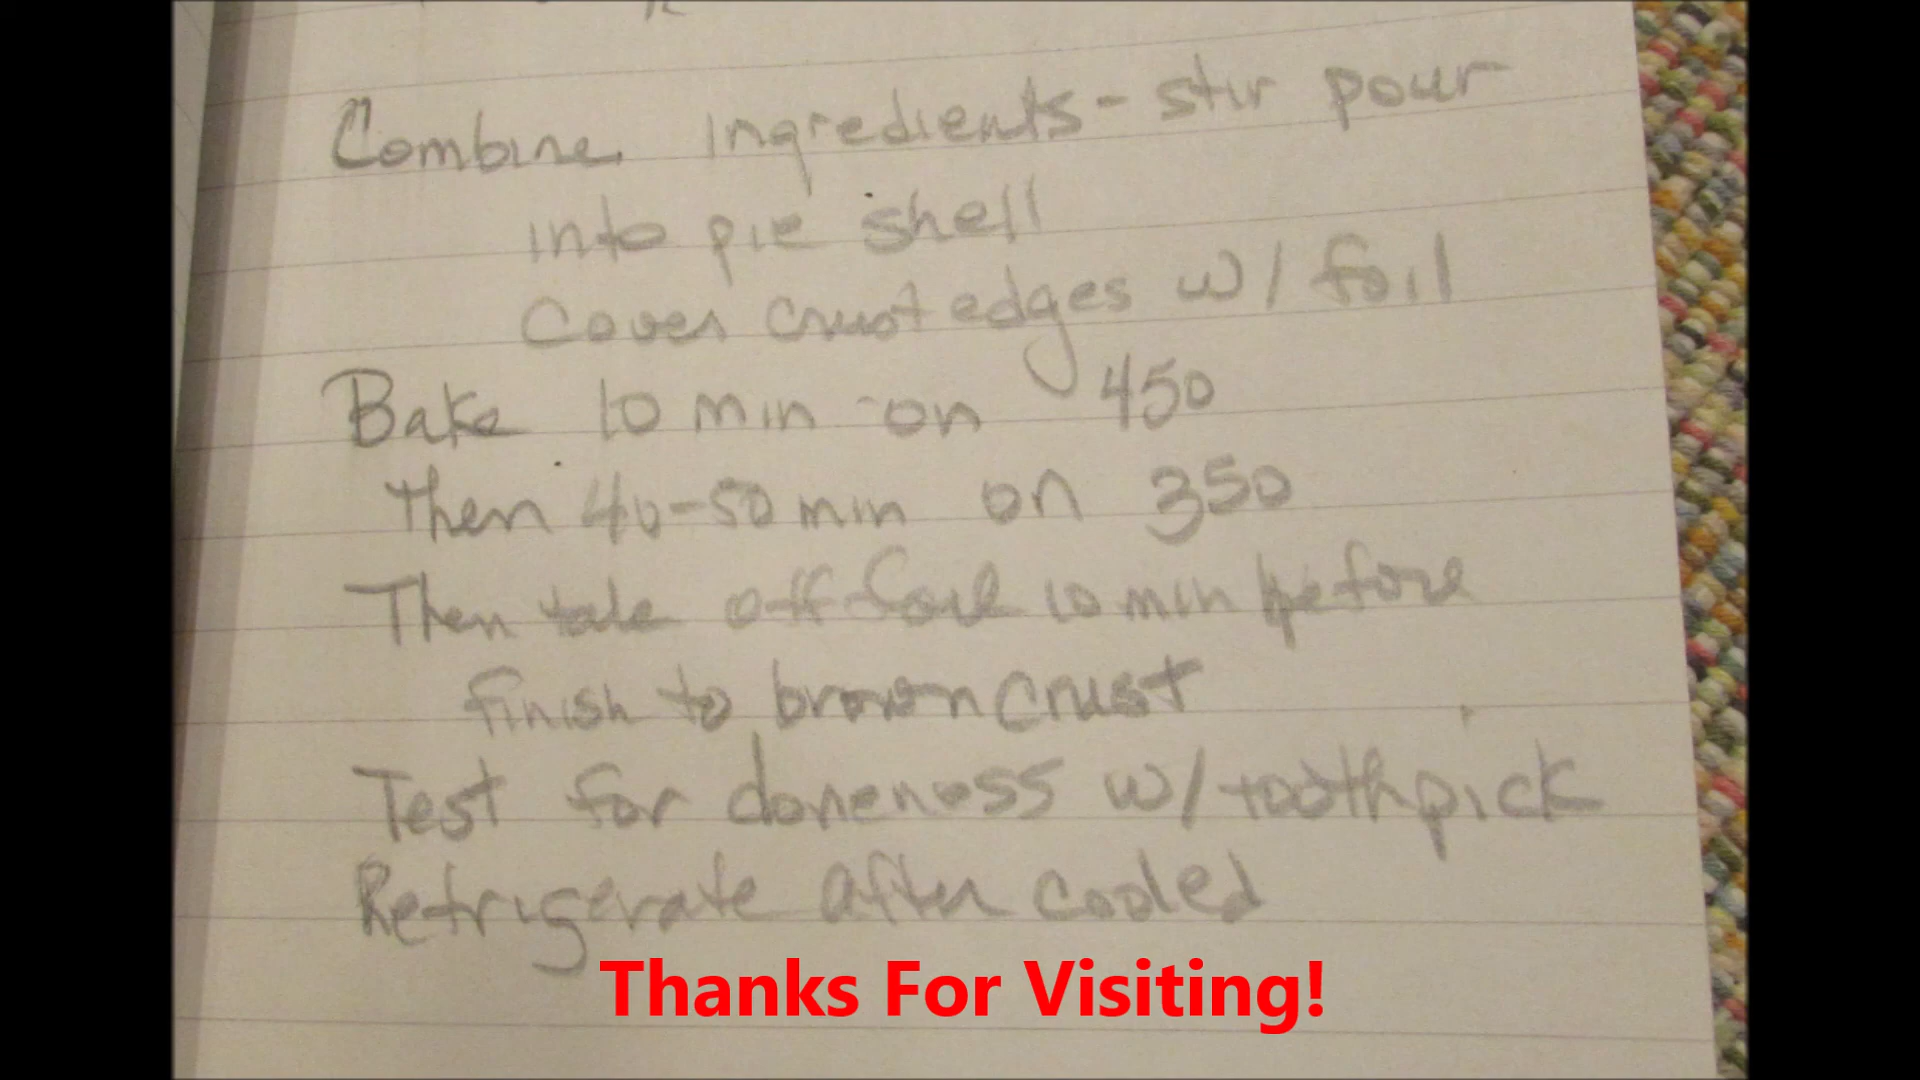 Combine ingredients - stir pour
into pie shell
Cover crust edges w/ foil
Bake 10 min on 450
then 40-50 min on 350
Then take off foil 10 min before
finish to brown crust
Test for doneness w/ toothpick
Refrigerate after cooled
Thanks For Visiting!